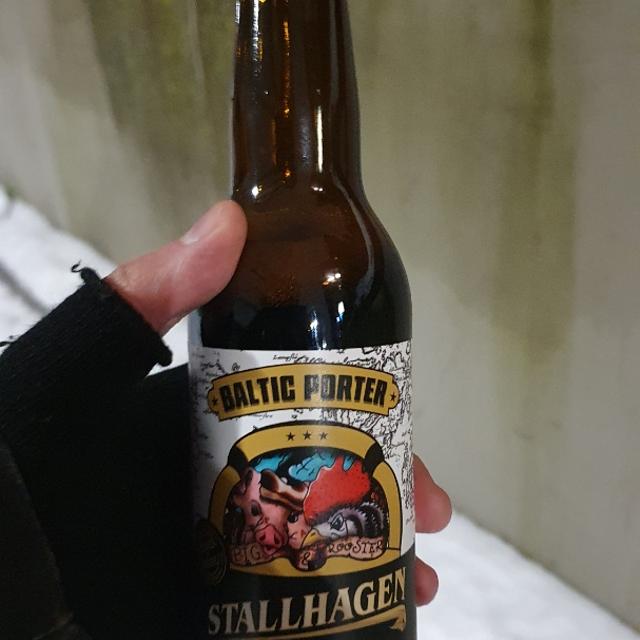 BALTIC PORTER
PIG & ROOSTER
STALLHAGEN